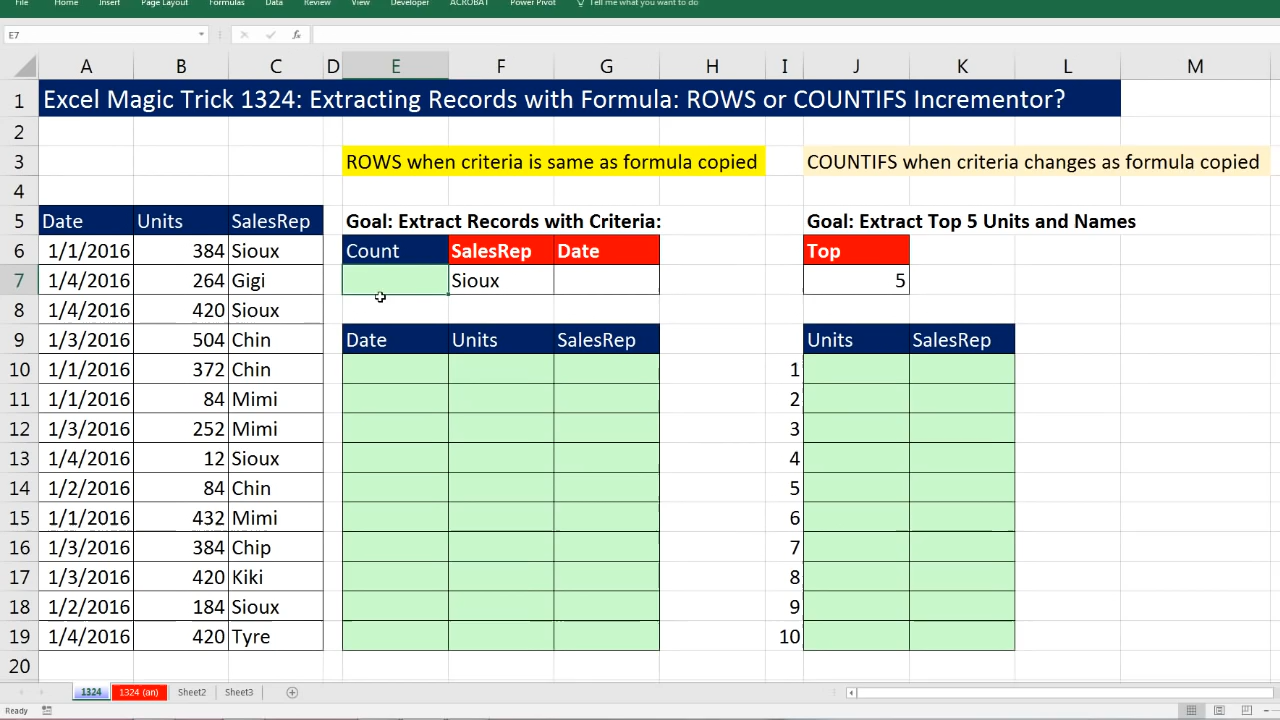 File Home Insert Page Layout Formulas Data Review View Developer ACROBAT Power Pivot Tell me what you want to do
E7 fx
A B C D E F G H I J K L M
1 Excel Magic Trick 1324: Extracting Records with Formula: ROWS or COUNTIFS Incrementor?
2
3 ROWS when criteria is same as formula copied COUNTIFS when criteria changes as formula copied
4
5 Date Units SalesRep Goal: Extract Records with Criteria: Goal: Extract Top 5 Units and Names
6 1/1/2016 384 Sioux Count SalesRep Date Top
7 1/4/2016 264 Gigi Sioux 5
8 1/4/2016 420 Sioux
9 1/3/2016 504 Chin Date Units SalesRep Units SalesRep
10 1/1/2016 372 Chin 1
11 1/1/2016 84 Mimi 2
12 1/3/2016 252 Mimi 3
13 1/4/2016 12 Sioux 4
14 1/2/2016 84 Chin 5
15 1/1/2016 432 Mimi 6
16 1/3/2016 384 Chip 7
17 1/3/2016 420 Kiki 8
18 1/2/2016 184 Sioux 9
19 1/4/2016 420 Tyre 10
20
1324 1324 (an) Sheet2 Sheet3
Ready